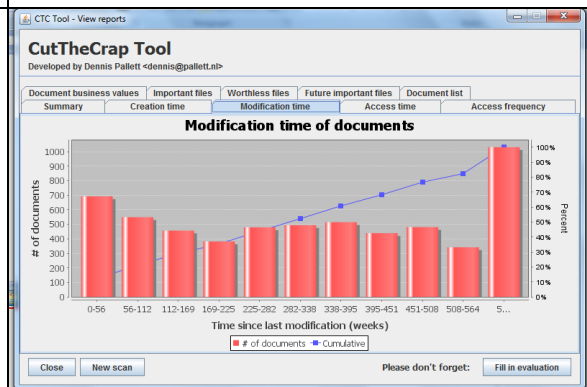 CTC Tool - View reports
CutTheCrap Tool
Developed by Dennis Pallett <dennis@pallett.nl>
Document business values Important files Worthless files Future important files Document list
Summary Creation time Modification time Access time Access frequency
Modification time of documents
1000
900
800
700
600
500
400
300
200
100
0
# of documents
100%
90%
80%
70%
60%
50%
40%
30%
20%
10%
0%
Percent
0-56 56-112 112-169 169-225 225-282 282-338 338-395 395-451 451-508 508-564 5...
Time since last modification (weeks)
# of documents Cumulative
Close New scan Please don't forget: Fill in evaluation